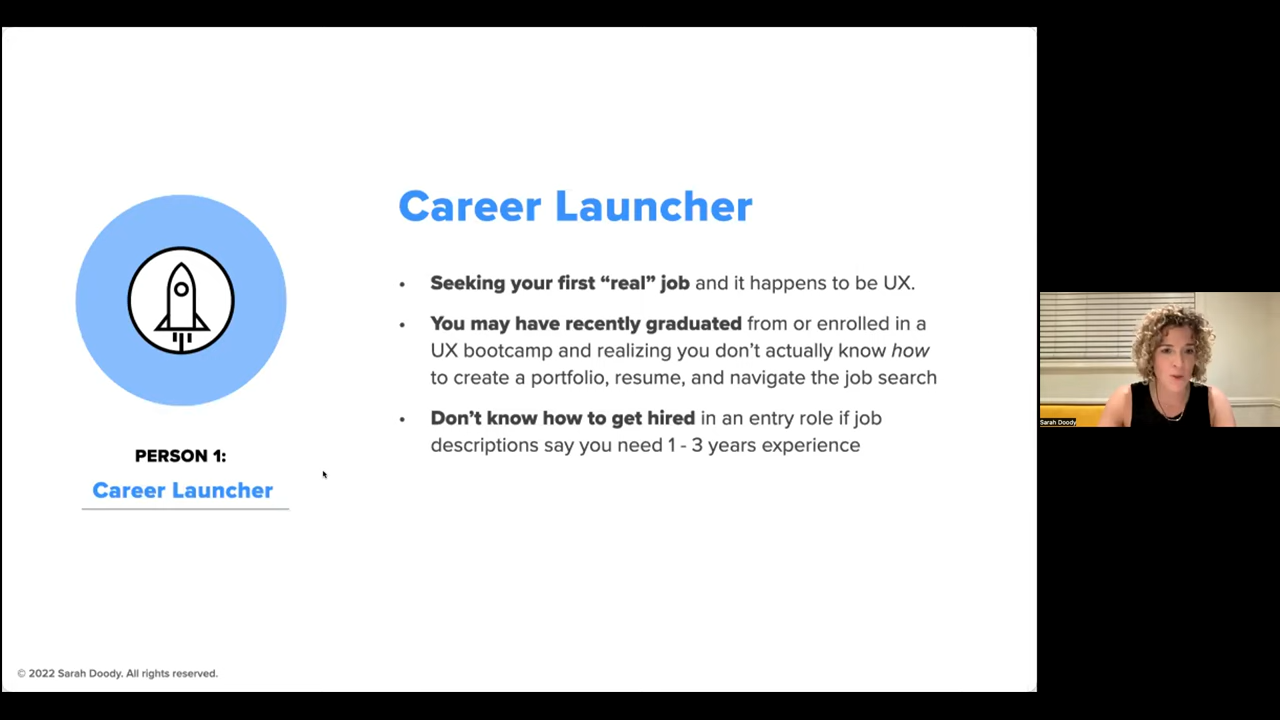 Career Launcher
• Seeking your first “real” job and it happens to be UX.
• You may have recently graduated from or enrolled in a
UX bootcamp and realizing you don’t actually know how
to create a portfolio, resume, and navigate the job search
• Don’t know how to get hired in an entry role if job
descriptions say you need 1 - 3 years experience
PERSON 1:
Career Launcher
© 2022 Sarah Doody. All rights reserved.
Sarah Doody